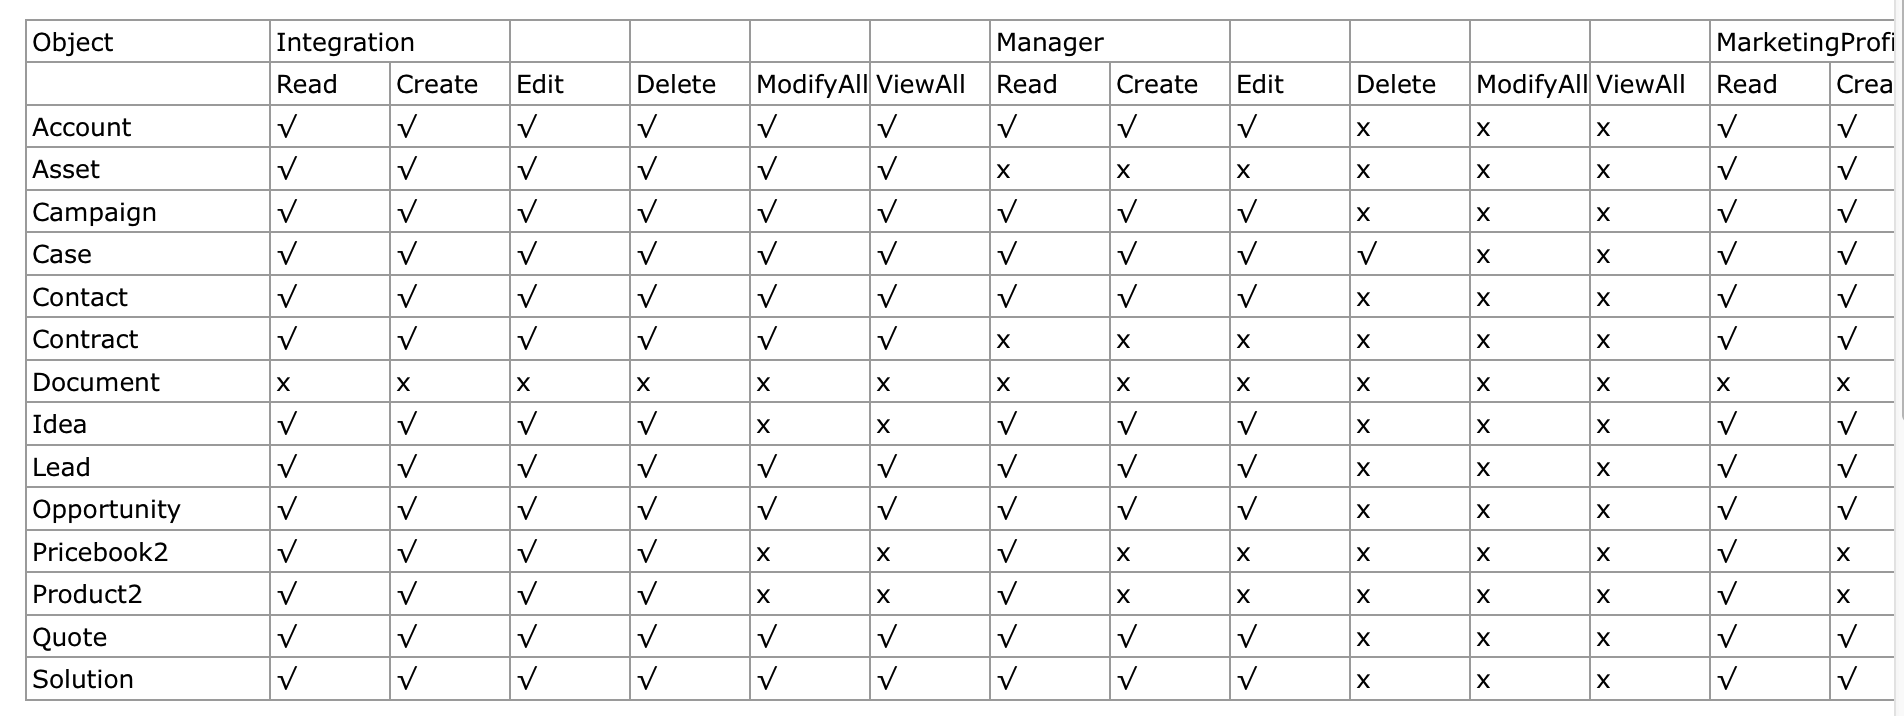 Object Integration Manager MarketingProfi
Read Create Edit Delete ModifyAll ViewAll Read Create Edit Delete ModifyAll ViewAll Read Crea
Account √ √ √ √ √ √ √ √ √ x x x √ √
Asset √ √ √ √ √ √ x x x x x x √ √
Campaign √ √ √ √ √ √ √ √ √ x x x √ √
Case √ √ √ √ √ √ √ √ √ √ x x √ √
Contact √ √ √ √ √ √ √ √ √ x x x √ √
Contract √ √ √ √ √ √ x x x x x x √ √
Document x x x x x x x x x x x x x x
Idea √ √ √ √ x x √ √ √ x x x √ √
Lead √ √ √ √ √ √ √ √ √ x x x √ √
Opportunity √ √ √ √ √ √ √ √ √ x x x √ √
Pricebook2 √ √ √ √ x x √ x x x x x √ x
Product2 √ √ √ √ x x √ x x x x x √ x
Quote √ √ √ √ √ √ √ √ √ x x x √ √
Solution √ √ √ √ √ √ √ √ √ x x x √ √